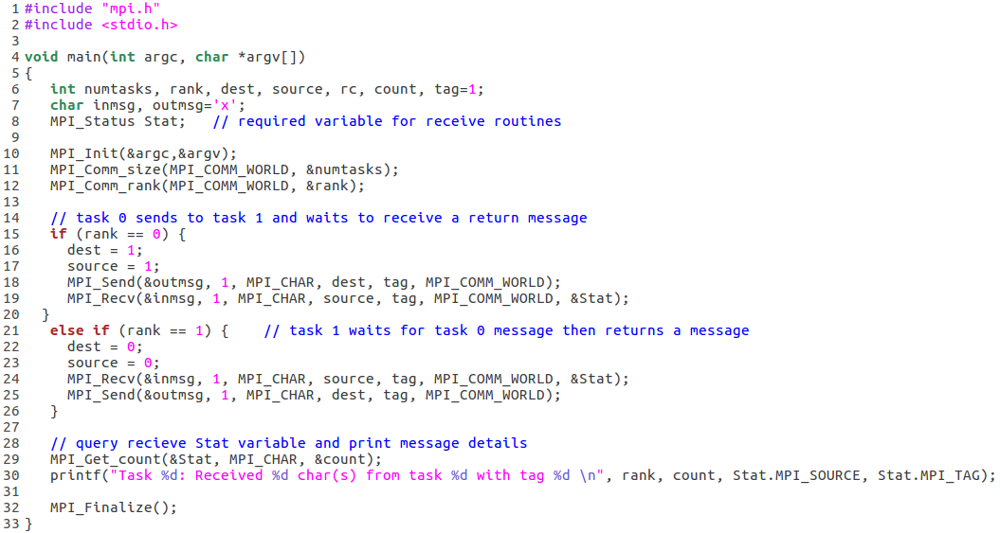 1 #include "mpi.h"
2 #include <stdio.h>
3
4 void main(int argc, char *argv[])
5 {
6    int numtasks, rank, dest, source, rc, count, tag=1;
7    char inmsg, outmsg='x';
8    MPI_Status Stat;   // required variable for receive routines
9
10    MPI_Init(&argc,&argv);
11    MPI_Comm_size(MPI_COMM_WORLD, &numtasks);
12    MPI_Comm_rank(MPI_COMM_WORLD, &rank);
13
14    // task 0 sends to task 1 and waits to receive a return message
15    if (rank == 0) {
16      dest = 1;
17      source = 1;
18      MPI_Send(&outmsg, 1, MPI_CHAR, dest, tag, MPI_COMM_WORLD);
19      MPI_Recv(&inmsg, 1, MPI_CHAR, source, tag, MPI_COMM_WORLD, &Stat);
20   }
21    else if (rank == 1) {    // task 1 waits for task 0 message then returns a message
22      dest = 0;
23      source = 0;
24      MPI_Recv(&inmsg, 1, MPI_CHAR, source, tag, MPI_COMM_WORLD, &Stat);
25      MPI_Send(&outmsg, 1, MPI_CHAR, dest, tag, MPI_COMM_WORLD);
26    }
27
28    // query recieve Stat variable and print message details
29    MPI_Get_count(&Stat, MPI_CHAR, &count);
30    printf("Task %d: Received %d char(s) from task %d with tag %d \n", rank, count, Stat.MPI_SOURCE, Stat.MPI_TAG);
31
32    MPI_Finalize();
33 }